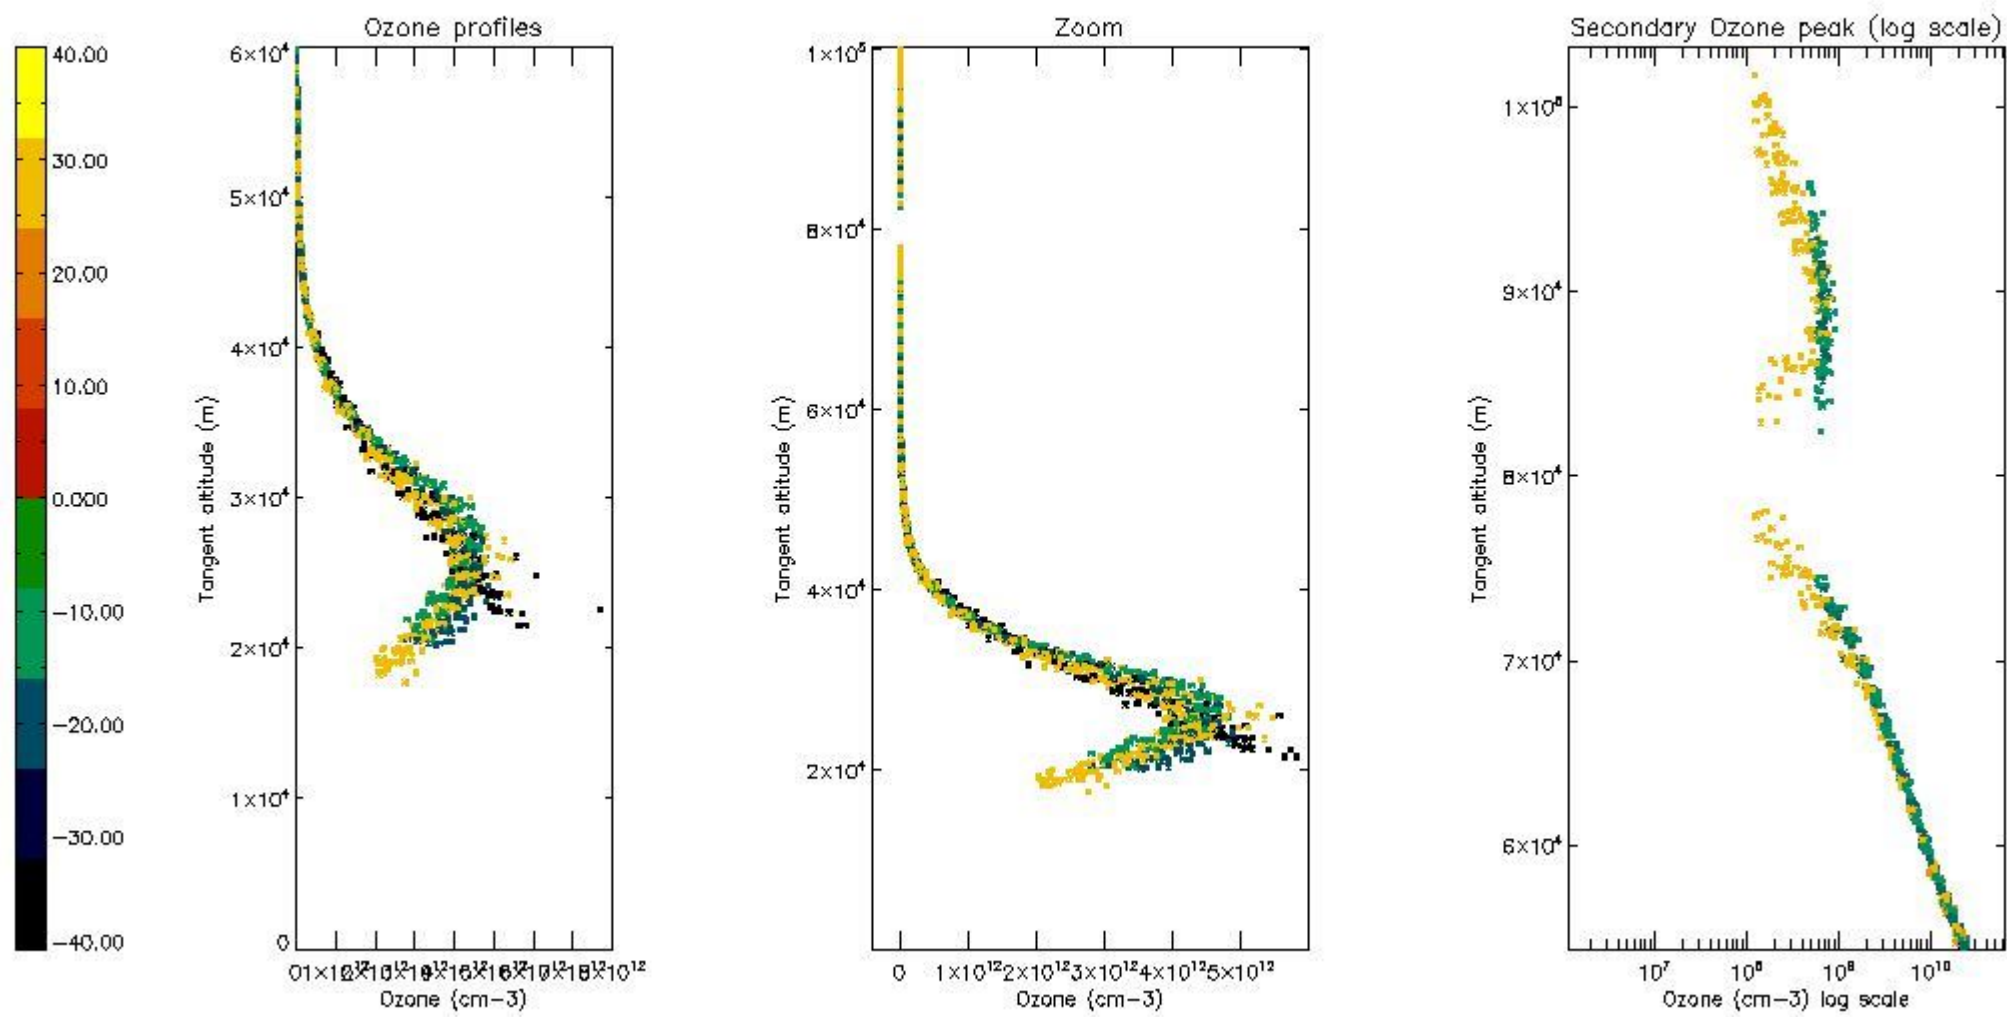 Ozone profiles
Zoom
Secondary Ozone peak (log scale)
40.00
30.00
20.00
10.00
0.000
-10.00
-20.00
-30.00
-40.00
6×10⁴
5×10⁴
4×10⁴
3×10⁴
2×10⁴
1×10⁴
0
Tangent altitude (m)
Ozone (cm-3)
1×10⁵
8×10⁴
6×10⁴
4×10⁴
2×10⁴
Tangent altitude (m)
0 1×10¹² 2×10¹² 3×10¹² 4×10¹² 5×10¹²
Ozone (cm-3)
9×10⁴
8×10⁴
7×10⁴
6×10⁴
Tangent altitude (m)
10⁷ 10⁸ 10⁹ 10¹⁰
Ozone (cm-3) log scale